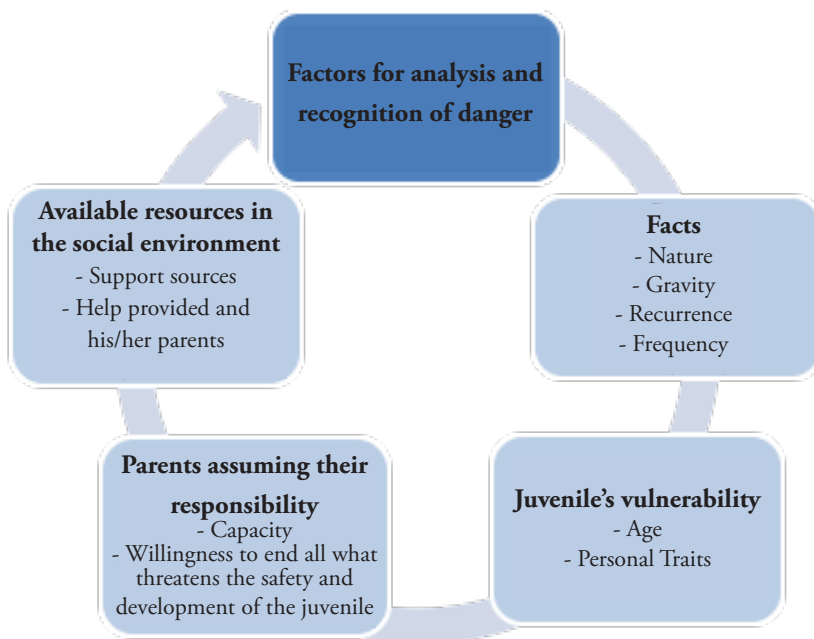 Factors for analysis and
recognition of danger
Facts
- Nature
- Gravity
- Recurrence
- Frequency
Juvenile’s vulnerability
- Age
- Personal Traits
Parents assuming their
responsibility
- Capacity
- Willingness to end all what
threatens the safety and
development of the juvenile
Available resources in
the social environment
- Support sources
- Help provided and
his/her parents